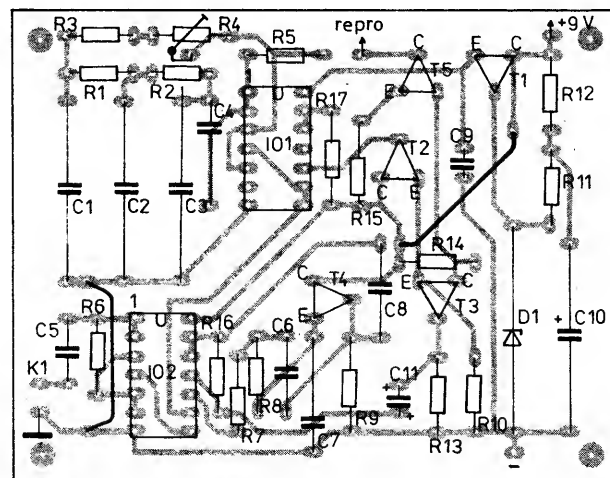 R3
R4
repro
+9 V
R5
C
E
C
R1
R2
T5
T1
C4
U
R17
E
R12
IO1
T2
C9
R11
C
E
C1
C2
C3
R15
R14
C
T4
E
C
R6
1
U
R16
C6
E
C8
T3
D1
+
C10
C5
K1
IO2
C11
+
R7
R8
C7
R9
R13
R10
-